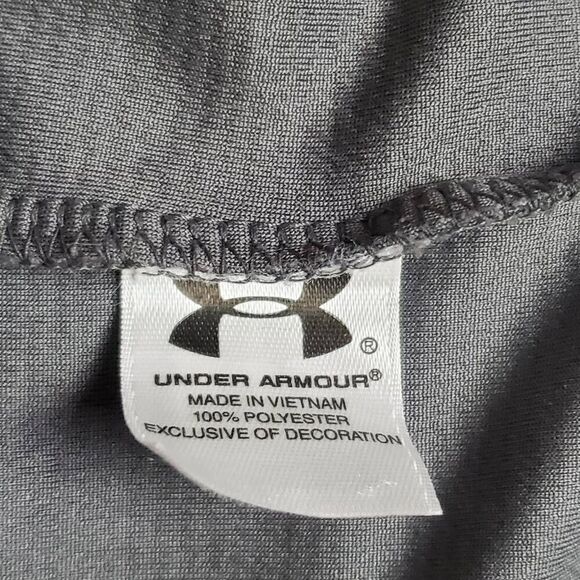 ®
UNDER ARMOUR®
MADE IN VIETNAM
100% POLYESTER
EXCLUSIVE OF DECORATION